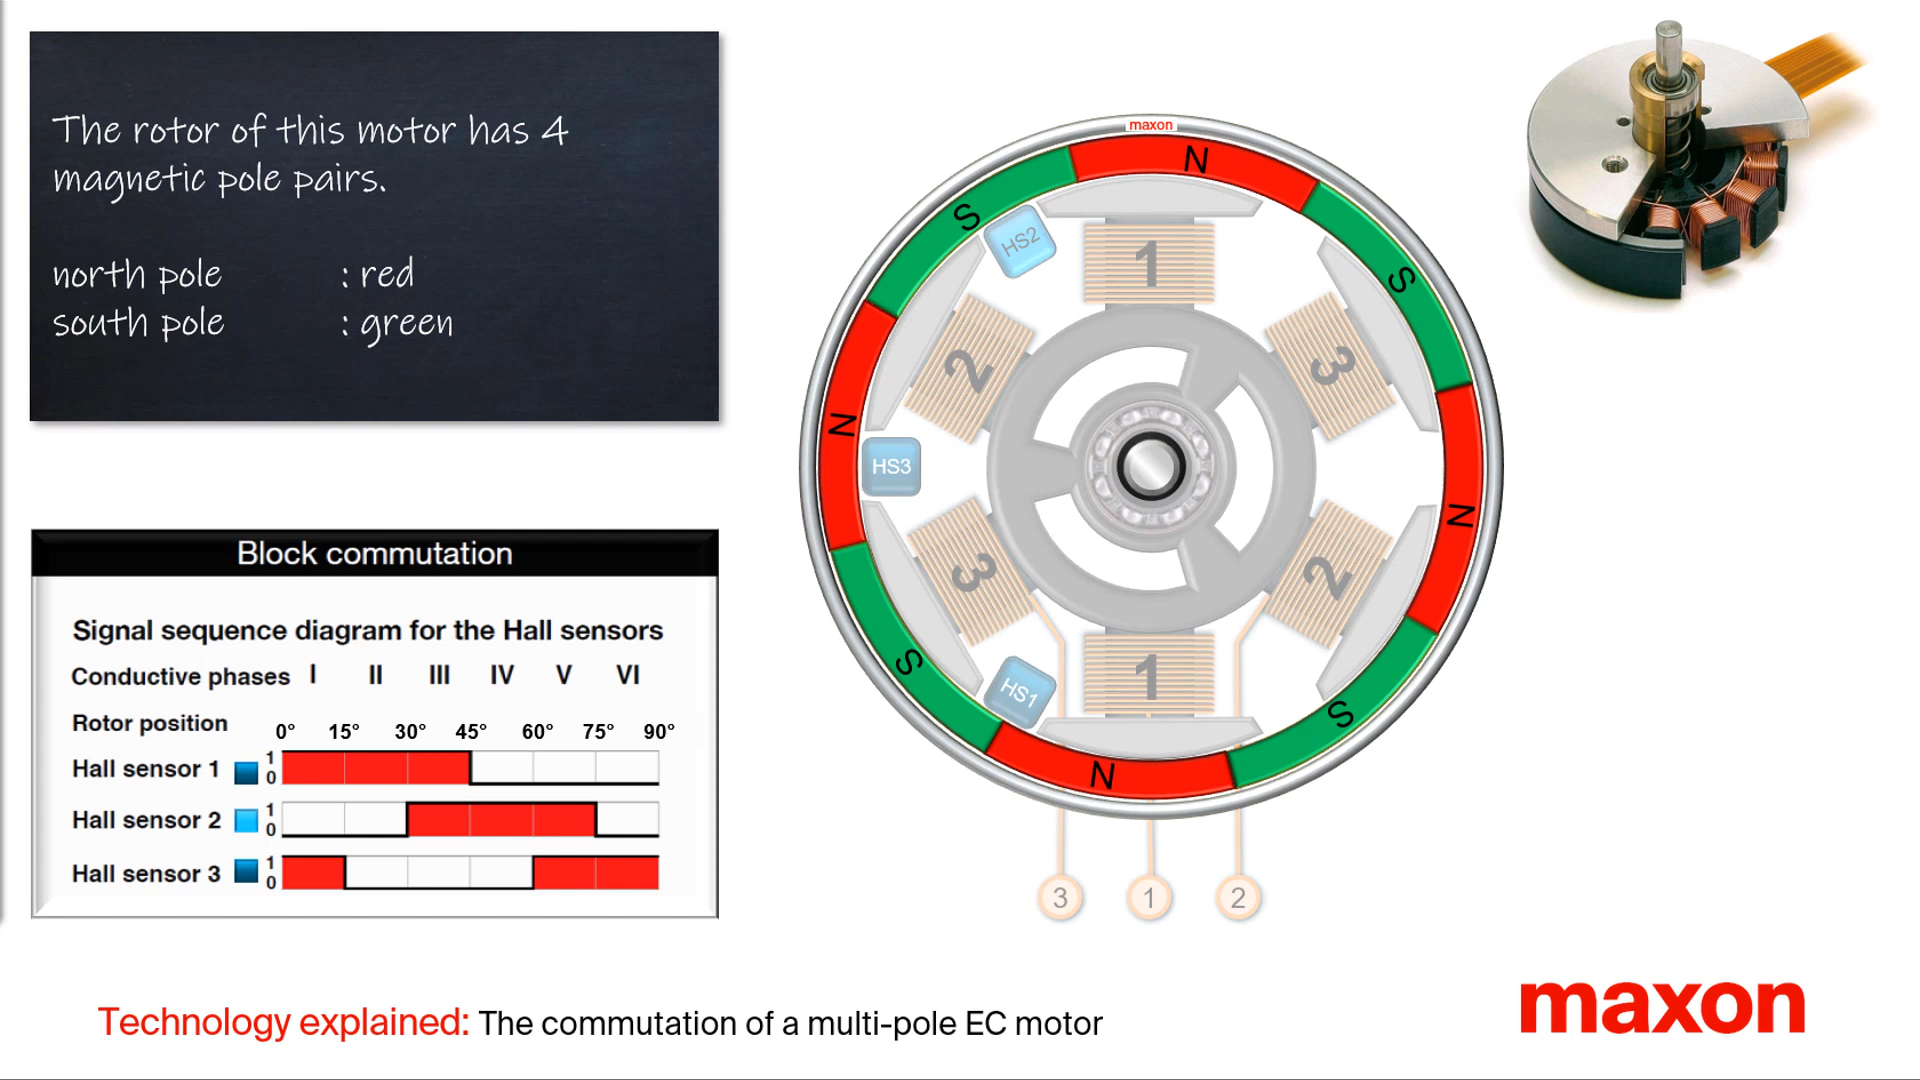 The rotor of this motor has 4
magnetic pole pairs.
north pole : red
south pole : green
Block commutation
Signal sequence diagram for the Hall sensors
Conductive phases I II III IV V VI
Rotor position
0° 15° 30° 45° 60° 75° 90°
Hall sensor 1 1 0
Hall sensor 2 1 0
Hall sensor 3 1 0
maxon
N
S
S
HS2
1
2
3
N
HS3
N
3
2
S
HS1
1
S
N
3 1 2
Technology explained: The commutation of a multi-pole EC motor
maxon